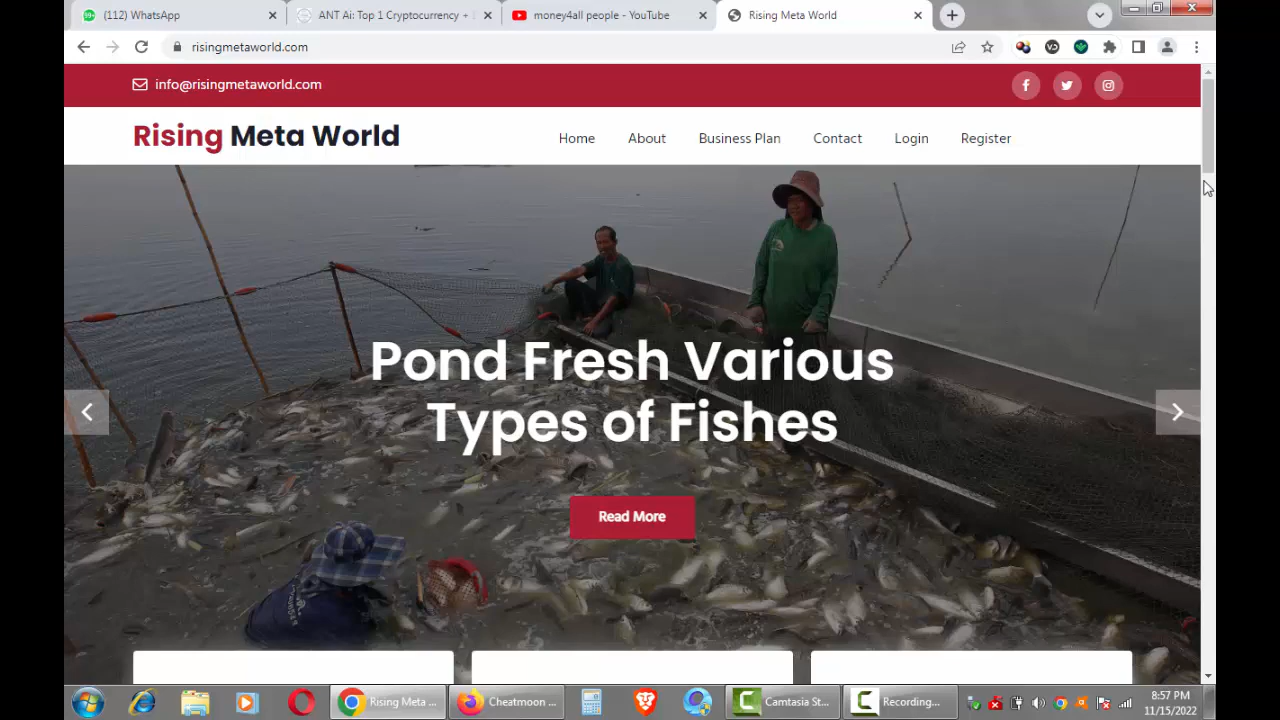 99+
(112) WhatsApp
ANT Ai: Top 1 Cryptocurrency +
money4all people - YouTube
Rising Meta World
risingmetaworld.com
info@risingmetaworld.com
Rising Meta World
Home
About
Business Plan
Contact
Login
Register
Pond Fresh Various
Types of Fishes
Read More
Rising Meta ...
Cheatmoon ...
Camtasia St...
Recording...
8:57 PM
11/15/2022